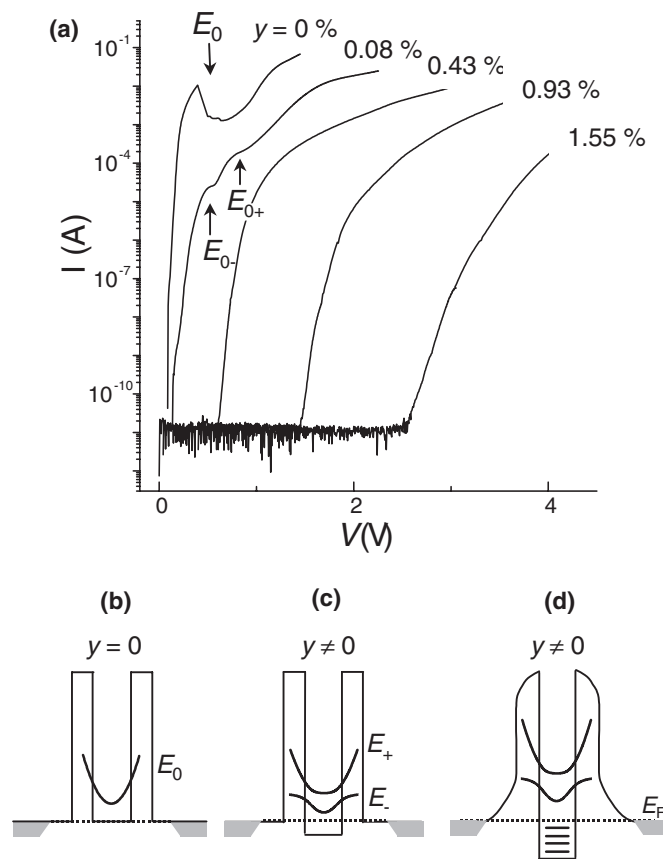 (a)
E0
y = 0 %
0.08 %
0.43 %
0.93 %
1.55 %
E0+
E0-
10-1
10-4
10-7
10-10
I (A)
0
2
4
V(V)
(b)
(c)
(d)
y = 0
y ≠ 0
y ≠ 0
E0
E+
E-
EF